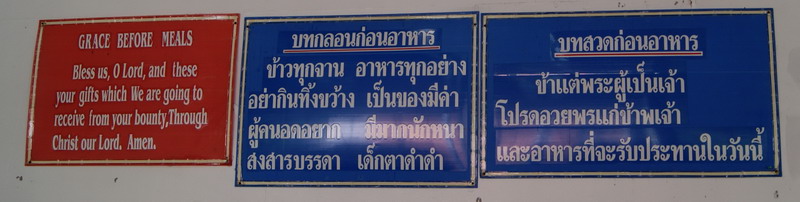 GRACE BEFORE MEALS
Bless us, O Lord, and these
your gifts which We are going to
receive from your bounty,Through
Christ our Lord. Amen.
บทกลอนก่อนอาหาร
ข้าวทุกจาน อาหารทุกอย่าง
อย่ากินทิ้งขว้าง เป็นของมีค่า
ผู้คนอดอยาก มีมากนักหนา
สงสารบรรดา เด็กตาดำดำ
บทสวดก่อนอาหาร
ข้าแต่พระผู้เป็นเจ้า
โปรดอวยพรแก่ข้าพเจ้า
และอาหารที่จะรับประทานในวันนี้